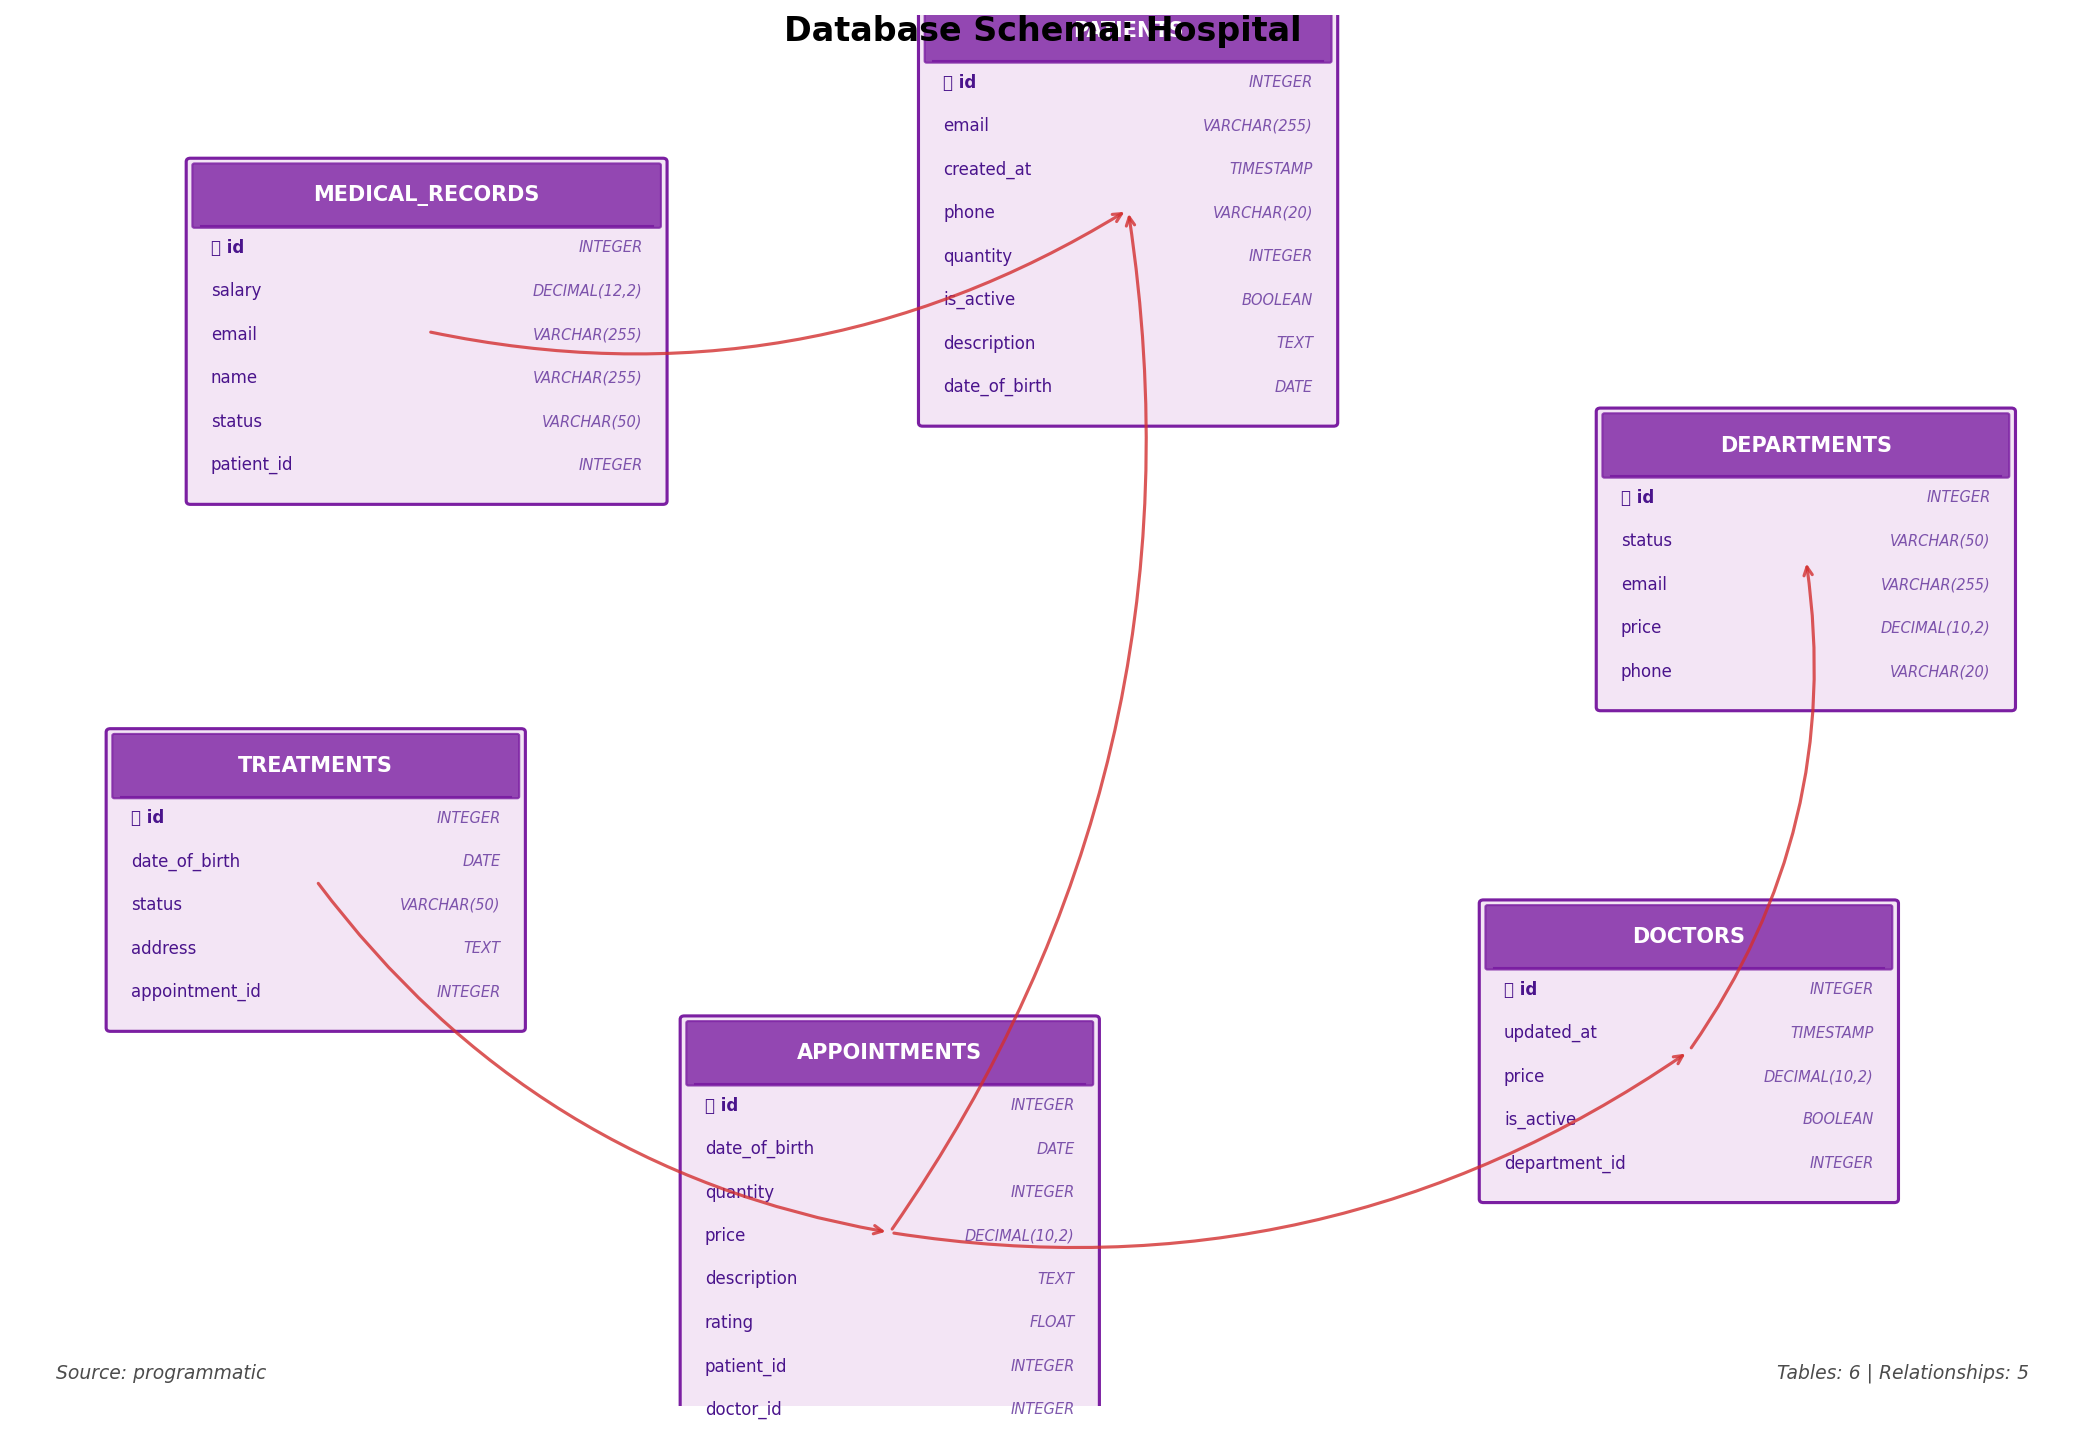 Database Schema: Hospital
PATIENTS
id INTEGER
email VARCHAR(255)
created_at TIMESTAMP
phone VARCHAR(20)
quantity INTEGER
is_active BOOLEAN
description TEXT
date_of_birth DATE
MEDICAL_RECORDS
id INTEGER
salary DECIMAL(12,2)
email VARCHAR(255)
name VARCHAR(255)
status VARCHAR(50)
patient_id INTEGER
DEPARTMENTS
id INTEGER
status VARCHAR(50)
email VARCHAR(255)
price DECIMAL(10,2)
phone VARCHAR(20)
TREATMENTS
id INTEGER
date_of_birth DATE
status VARCHAR(50)
address TEXT
appointment_id INTEGER
DOCTORS
id INTEGER
updated_at TIMESTAMP
price DECIMAL(10,2)
is_active BOOLEAN
department_id INTEGER
APPOINTMENTS
id INTEGER
date_of_birth DATE
quantity INTEGER
price DECIMAL(10,2)
description TEXT
rating FLOAT
patient_id INTEGER
doctor_id INTEGER
Source: programmatic
Tables: 6 | Relationships: 5